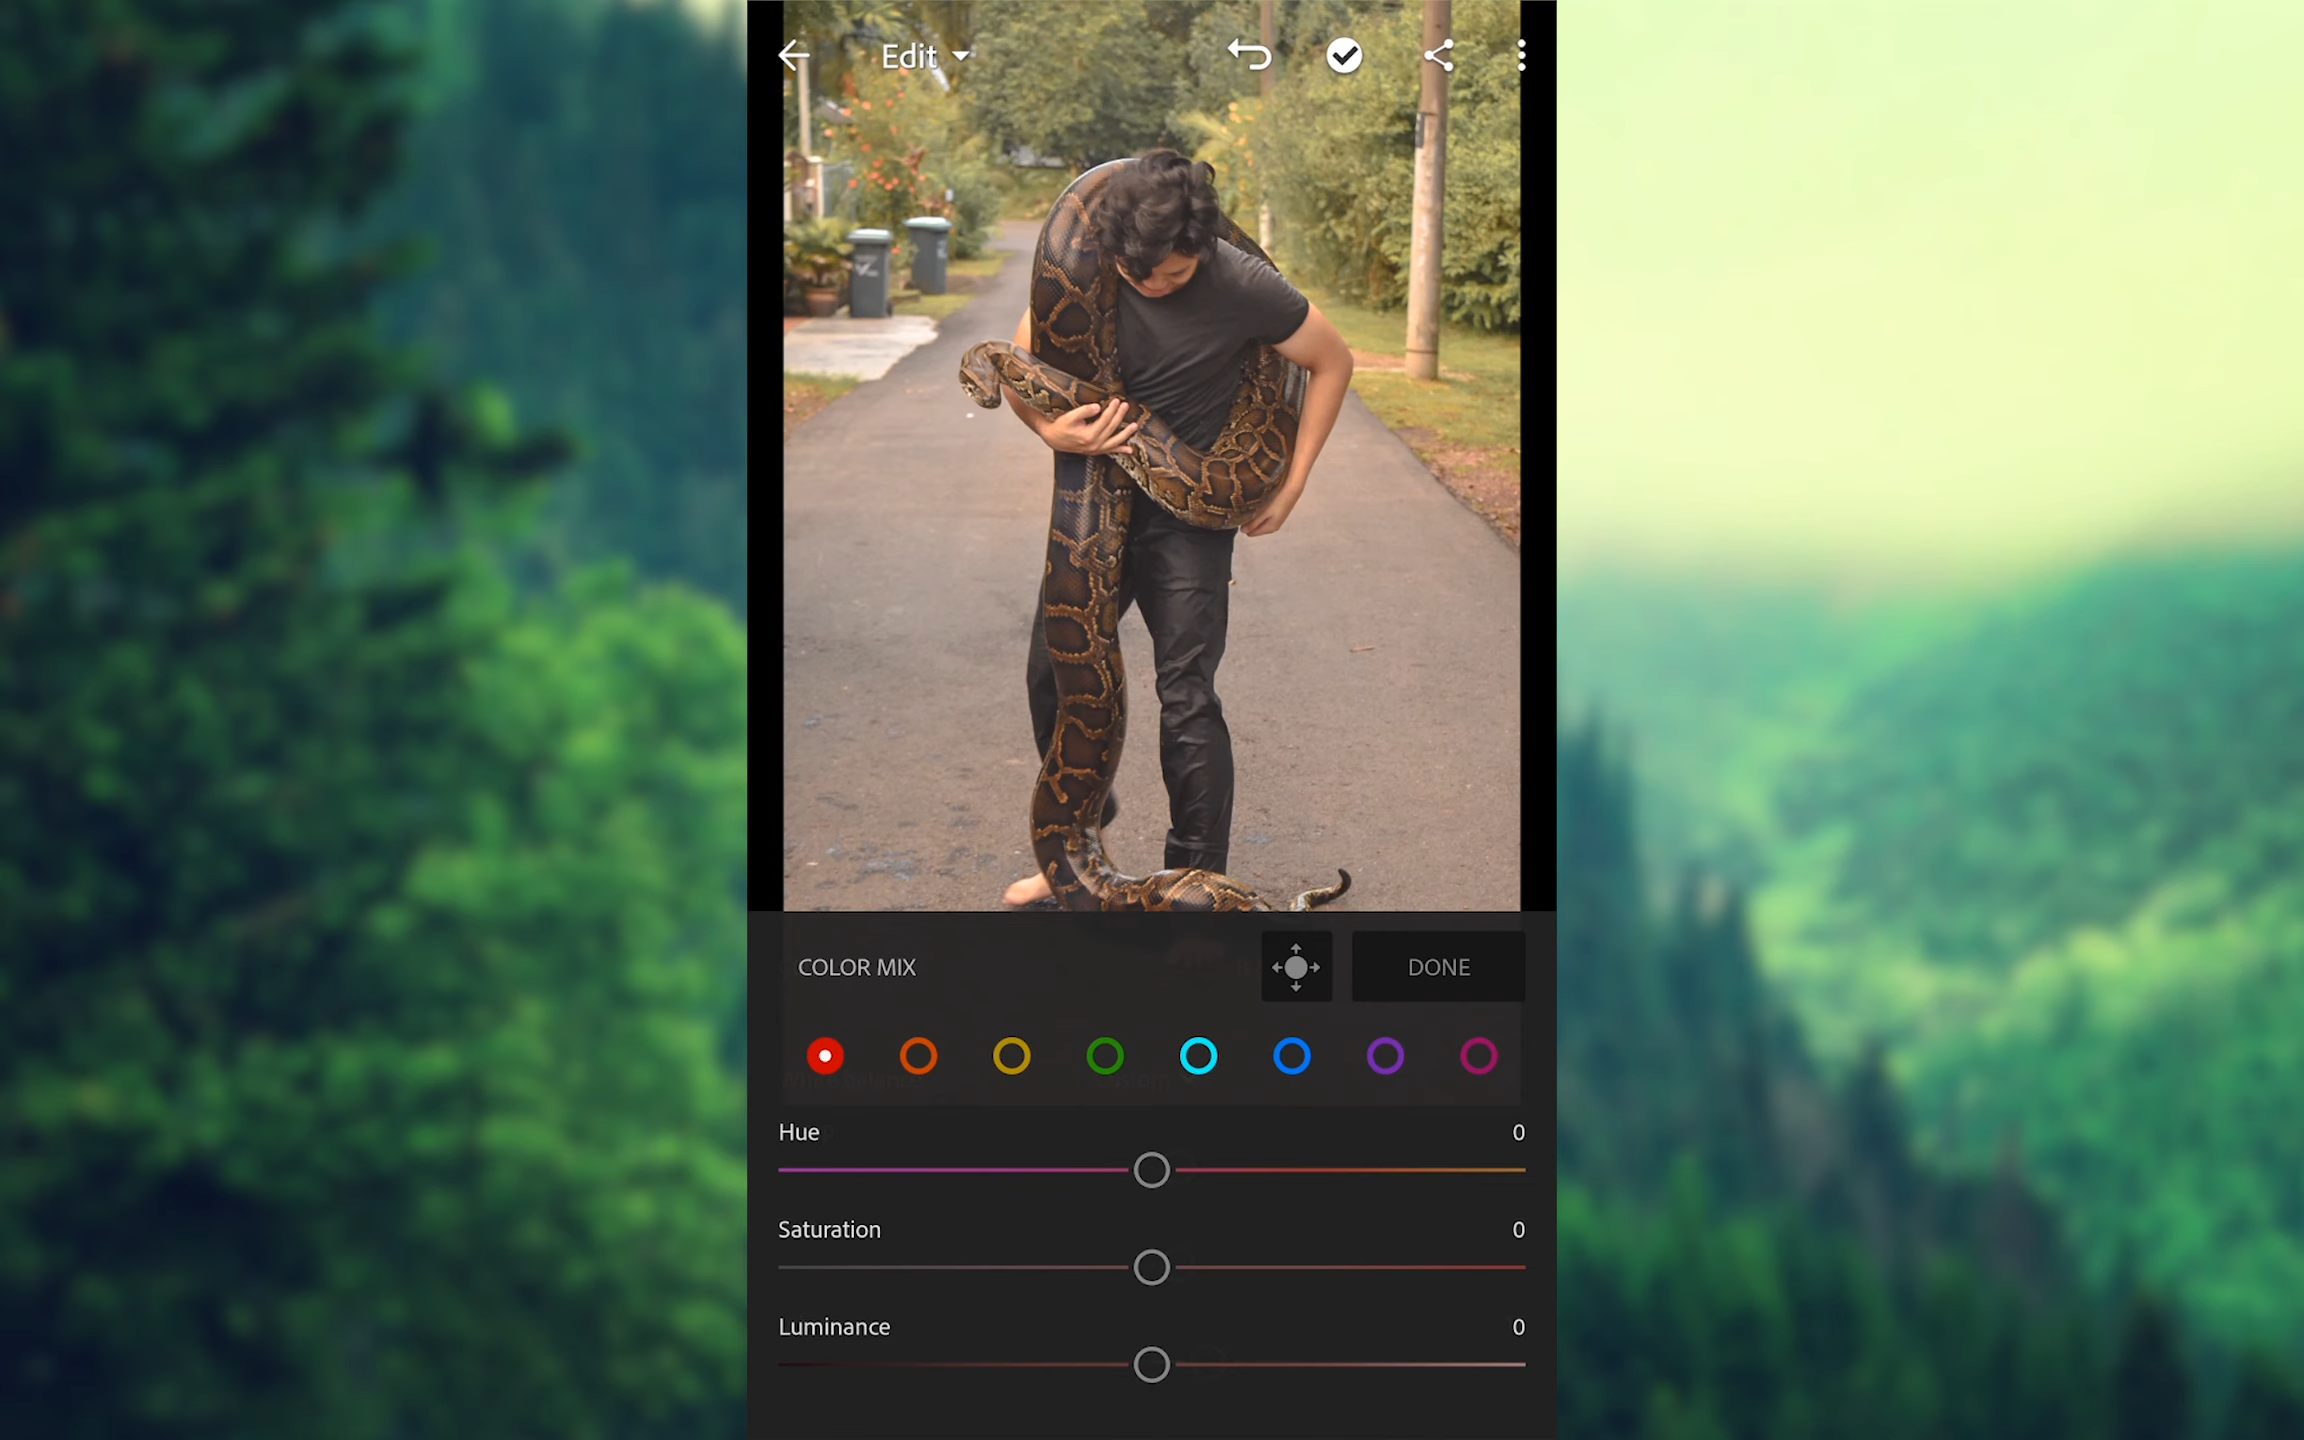 Edit
COLOR MIX
DONE
Hue 0
Saturation 0
Luminance 0